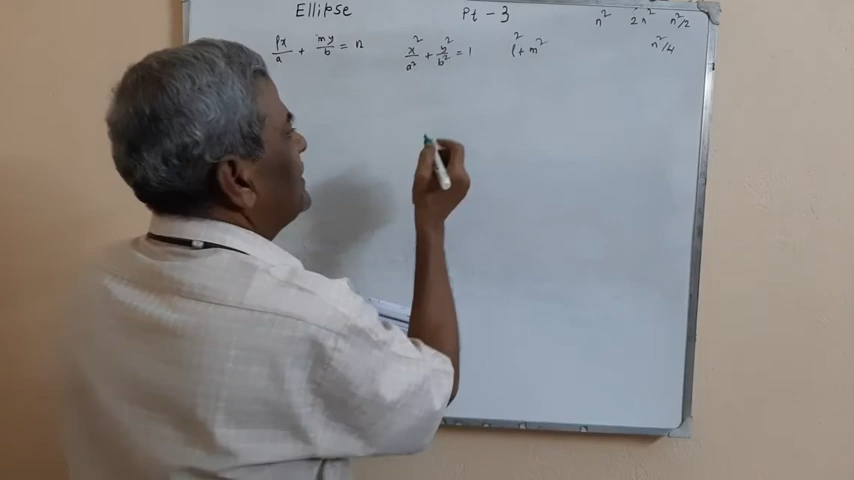 Ellipse Pt - 3
n² 2n² n²/2
lx/a + my/b = n x²/a² + y²/b² = 1 l² + m² n²/4